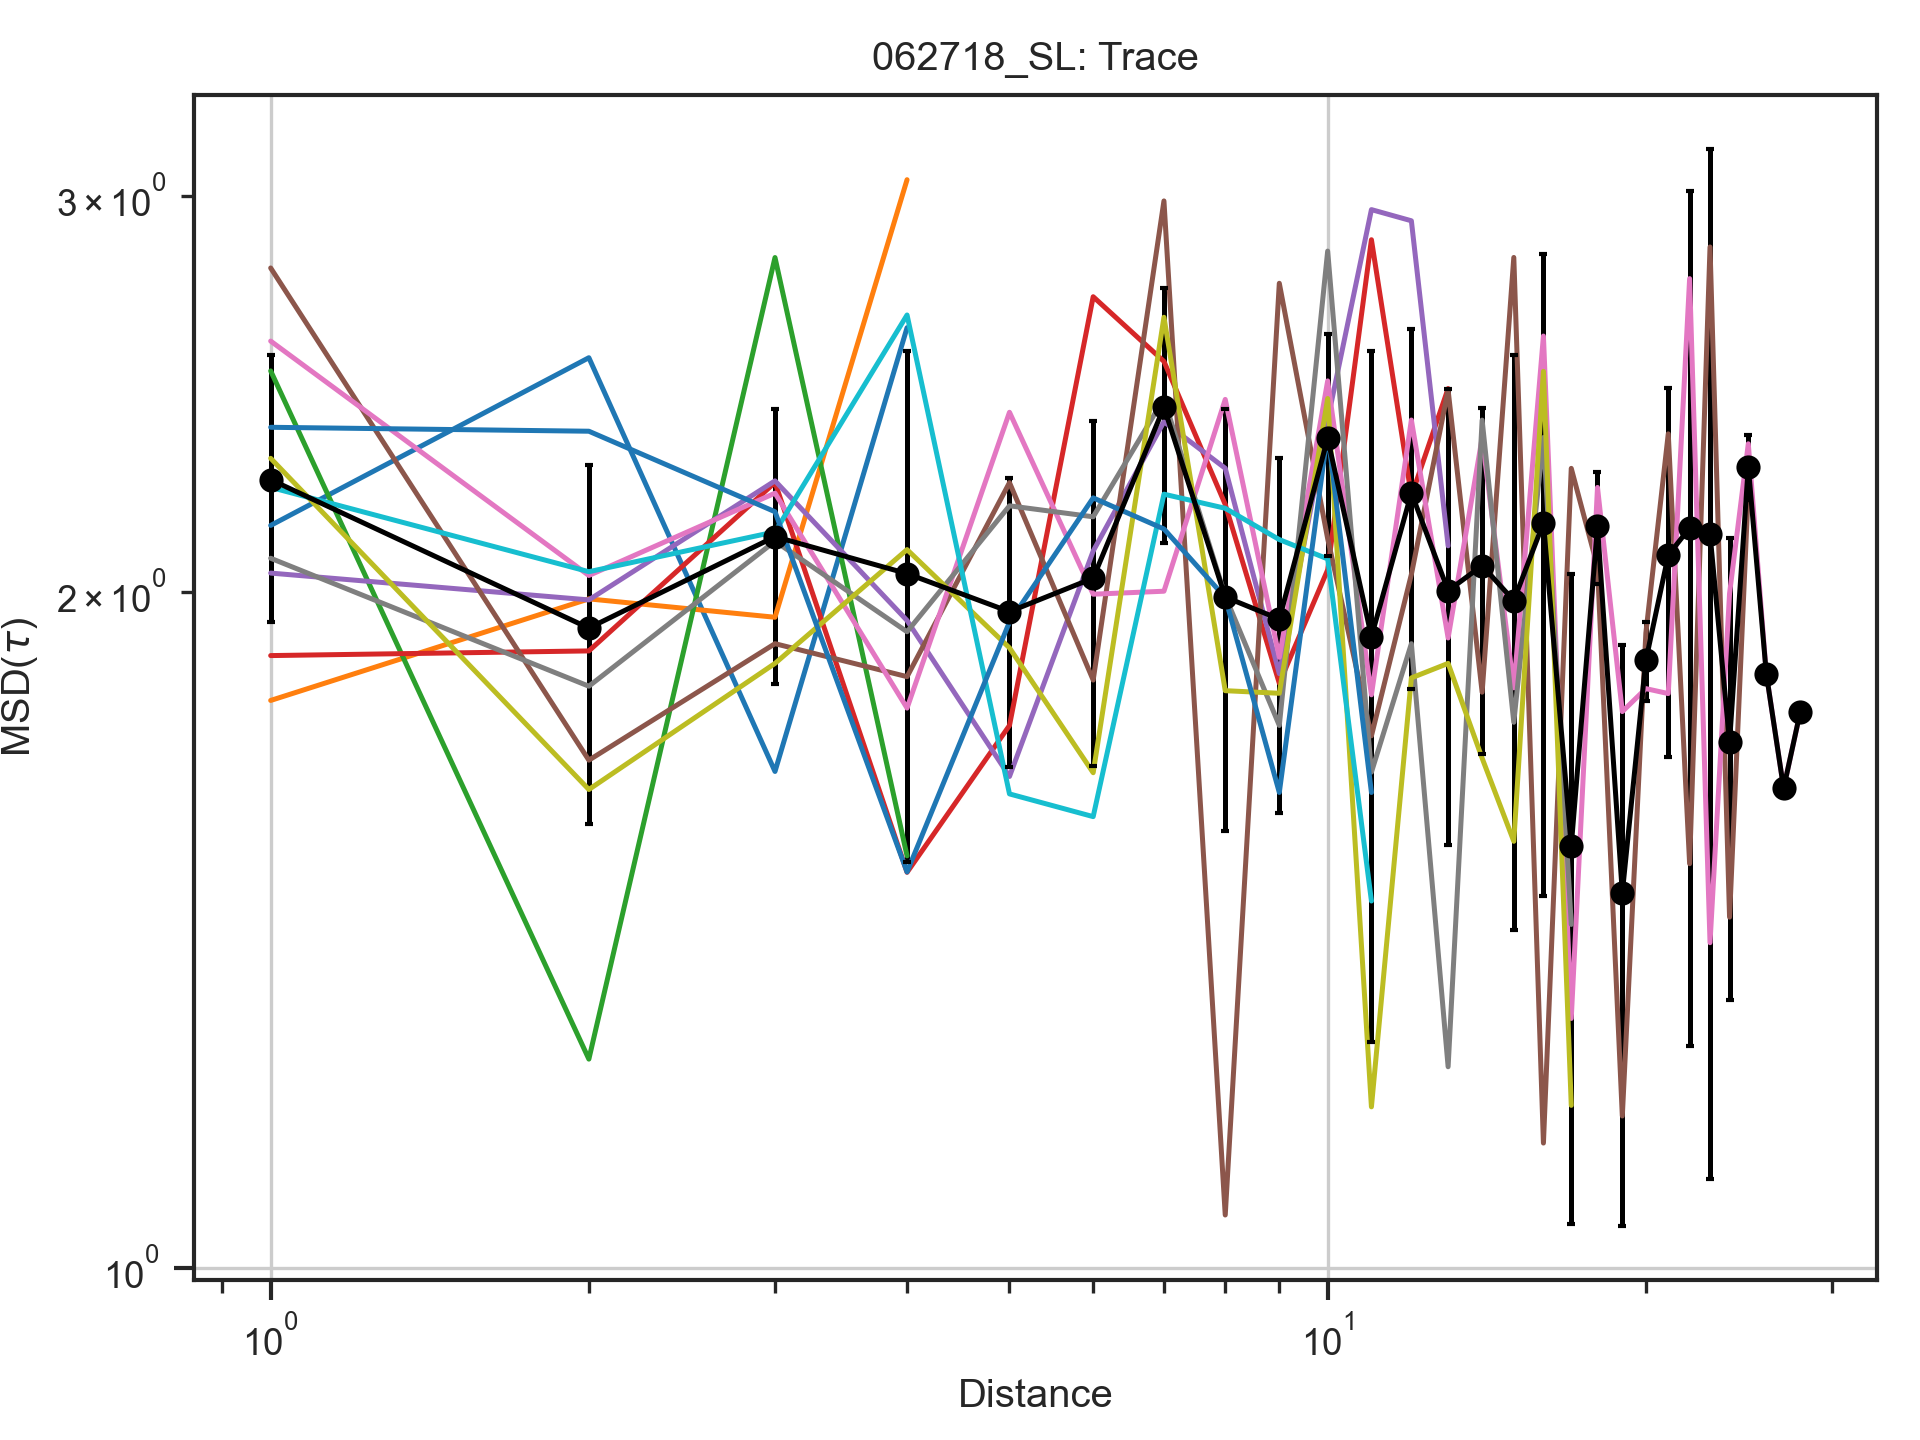 062718_SL: Trace
3 × 10⁰
2 × 10⁰
10⁰
MSD(τ)
10⁰ 10¹
Distance